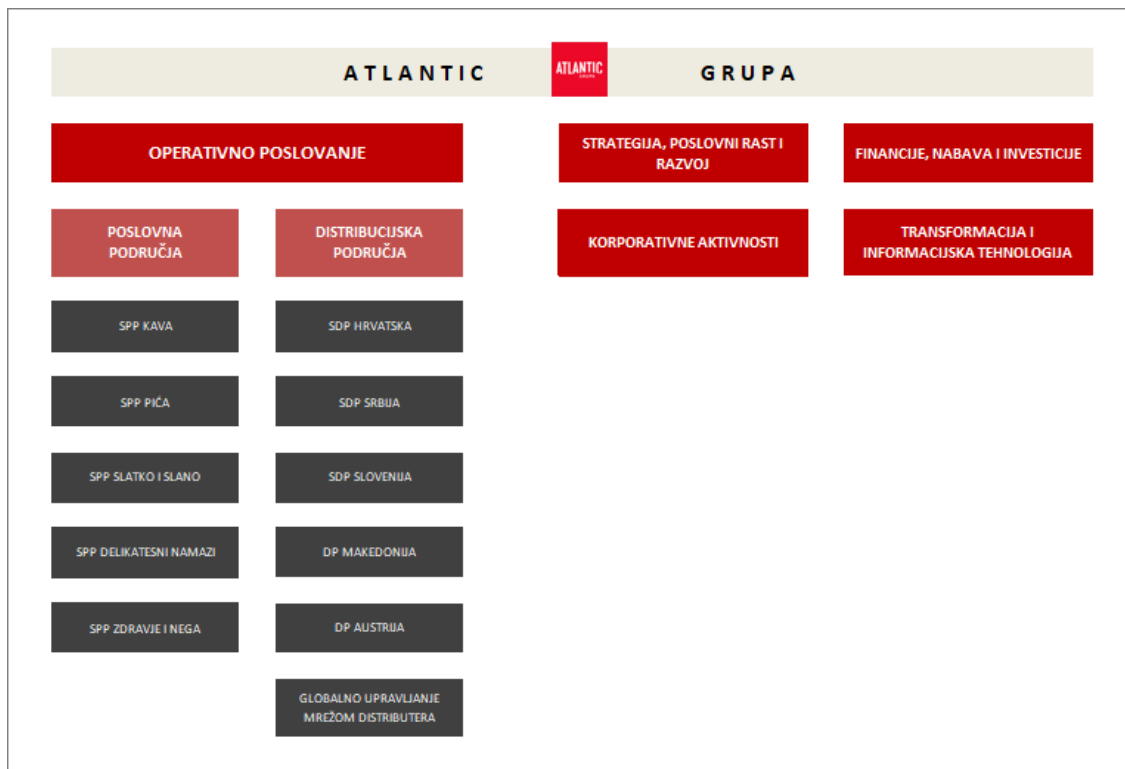 ATLANTIC
ATLANTIC
GRUPA
GRUPA
OPERATIVNO POSLOVANJE
STRATEGIJA, POSLOVNI RAST I
RAZVOJ
FINANCIJE, NABAVA I INVESTICIJE
POSLOVNA
PODRUČJA
DISTRIBUCIJSKA
PODRUČJA
KORPORATIVNE AKTIVNOSTI
TRANSFORMACIJA I
INFORMACIJSKA TEHNOLOGIJA
SPP KAVA
SDP HRVATSKA
SPP PIĆA
SDP SRBIJA
SPP SLATKO I SLANO
SDP SLOVENIJA
SPP DELIKATESNI NAMAZI
DP MAKEDONIJA
SPP ZDRAVJE I NEGA
DP AUSTRIJA
GLOBALNO UPRAVLJANJE
MREŽOM DISTRIBUTERA